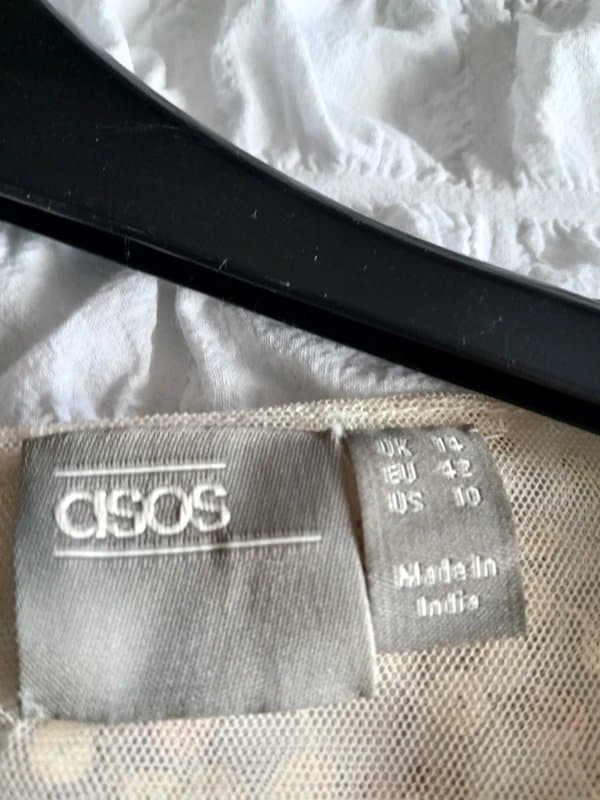 asos
UK 14
EU 42
US 10
Made in
India